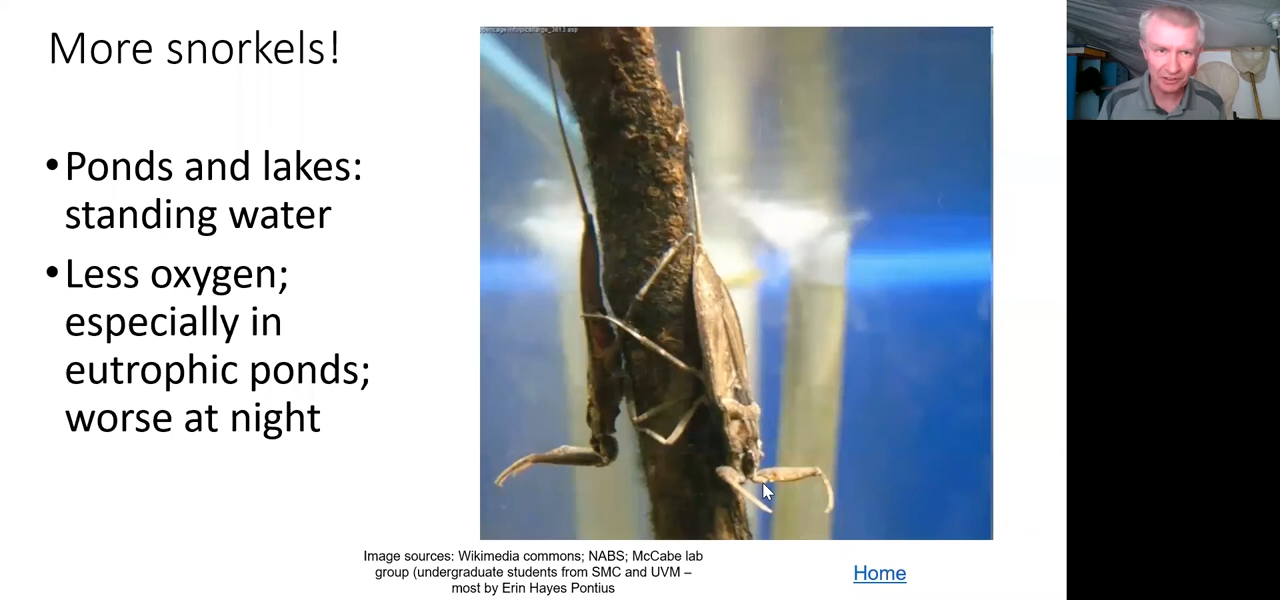 More snorkels!
•Ponds and lakes:
standing water
•Less oxygen;
especially in
eutrophic ponds;
worse at night
Image sources: Wikimedia commons; NABS; McCabe lab
group (undergraduate students from SMC and UVM –
most by Erin Hayes Pontius
Home